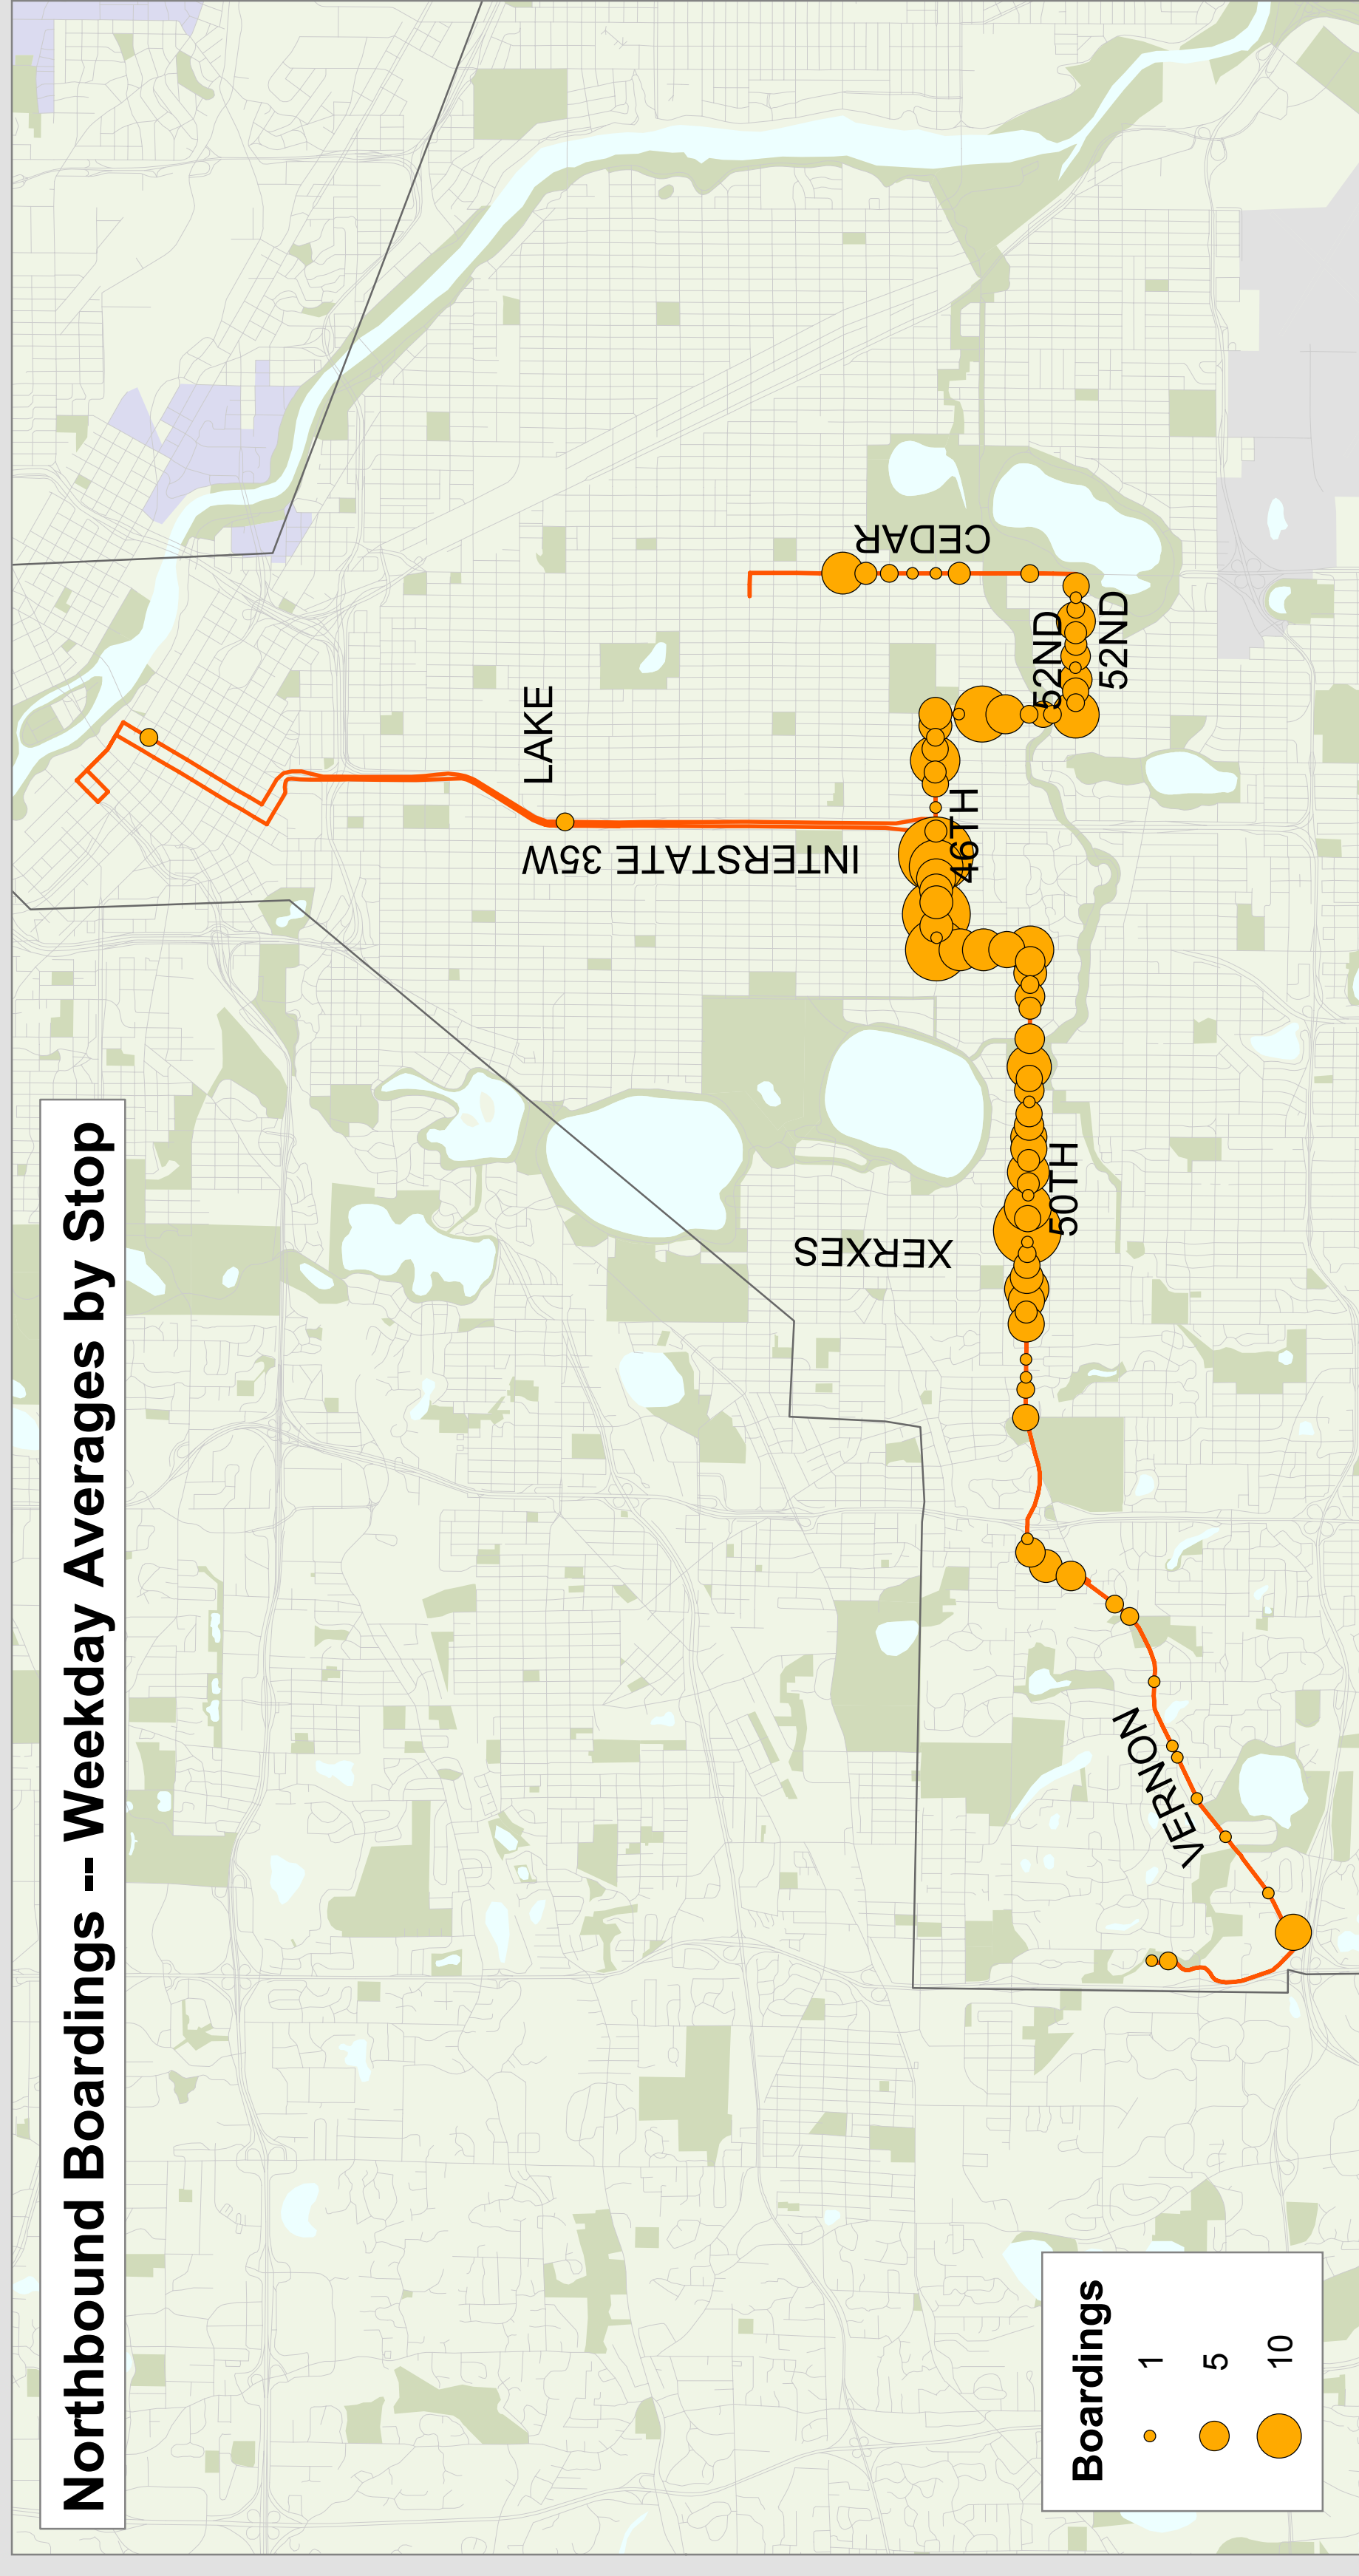 Northbound Boardings -- Weekday Averages by Stop
LAKE
INTERSTATE 35W
CEDAR
46TH
52ND
52ND
XERXES
50TH
VERNON
Boardings
1
5
10